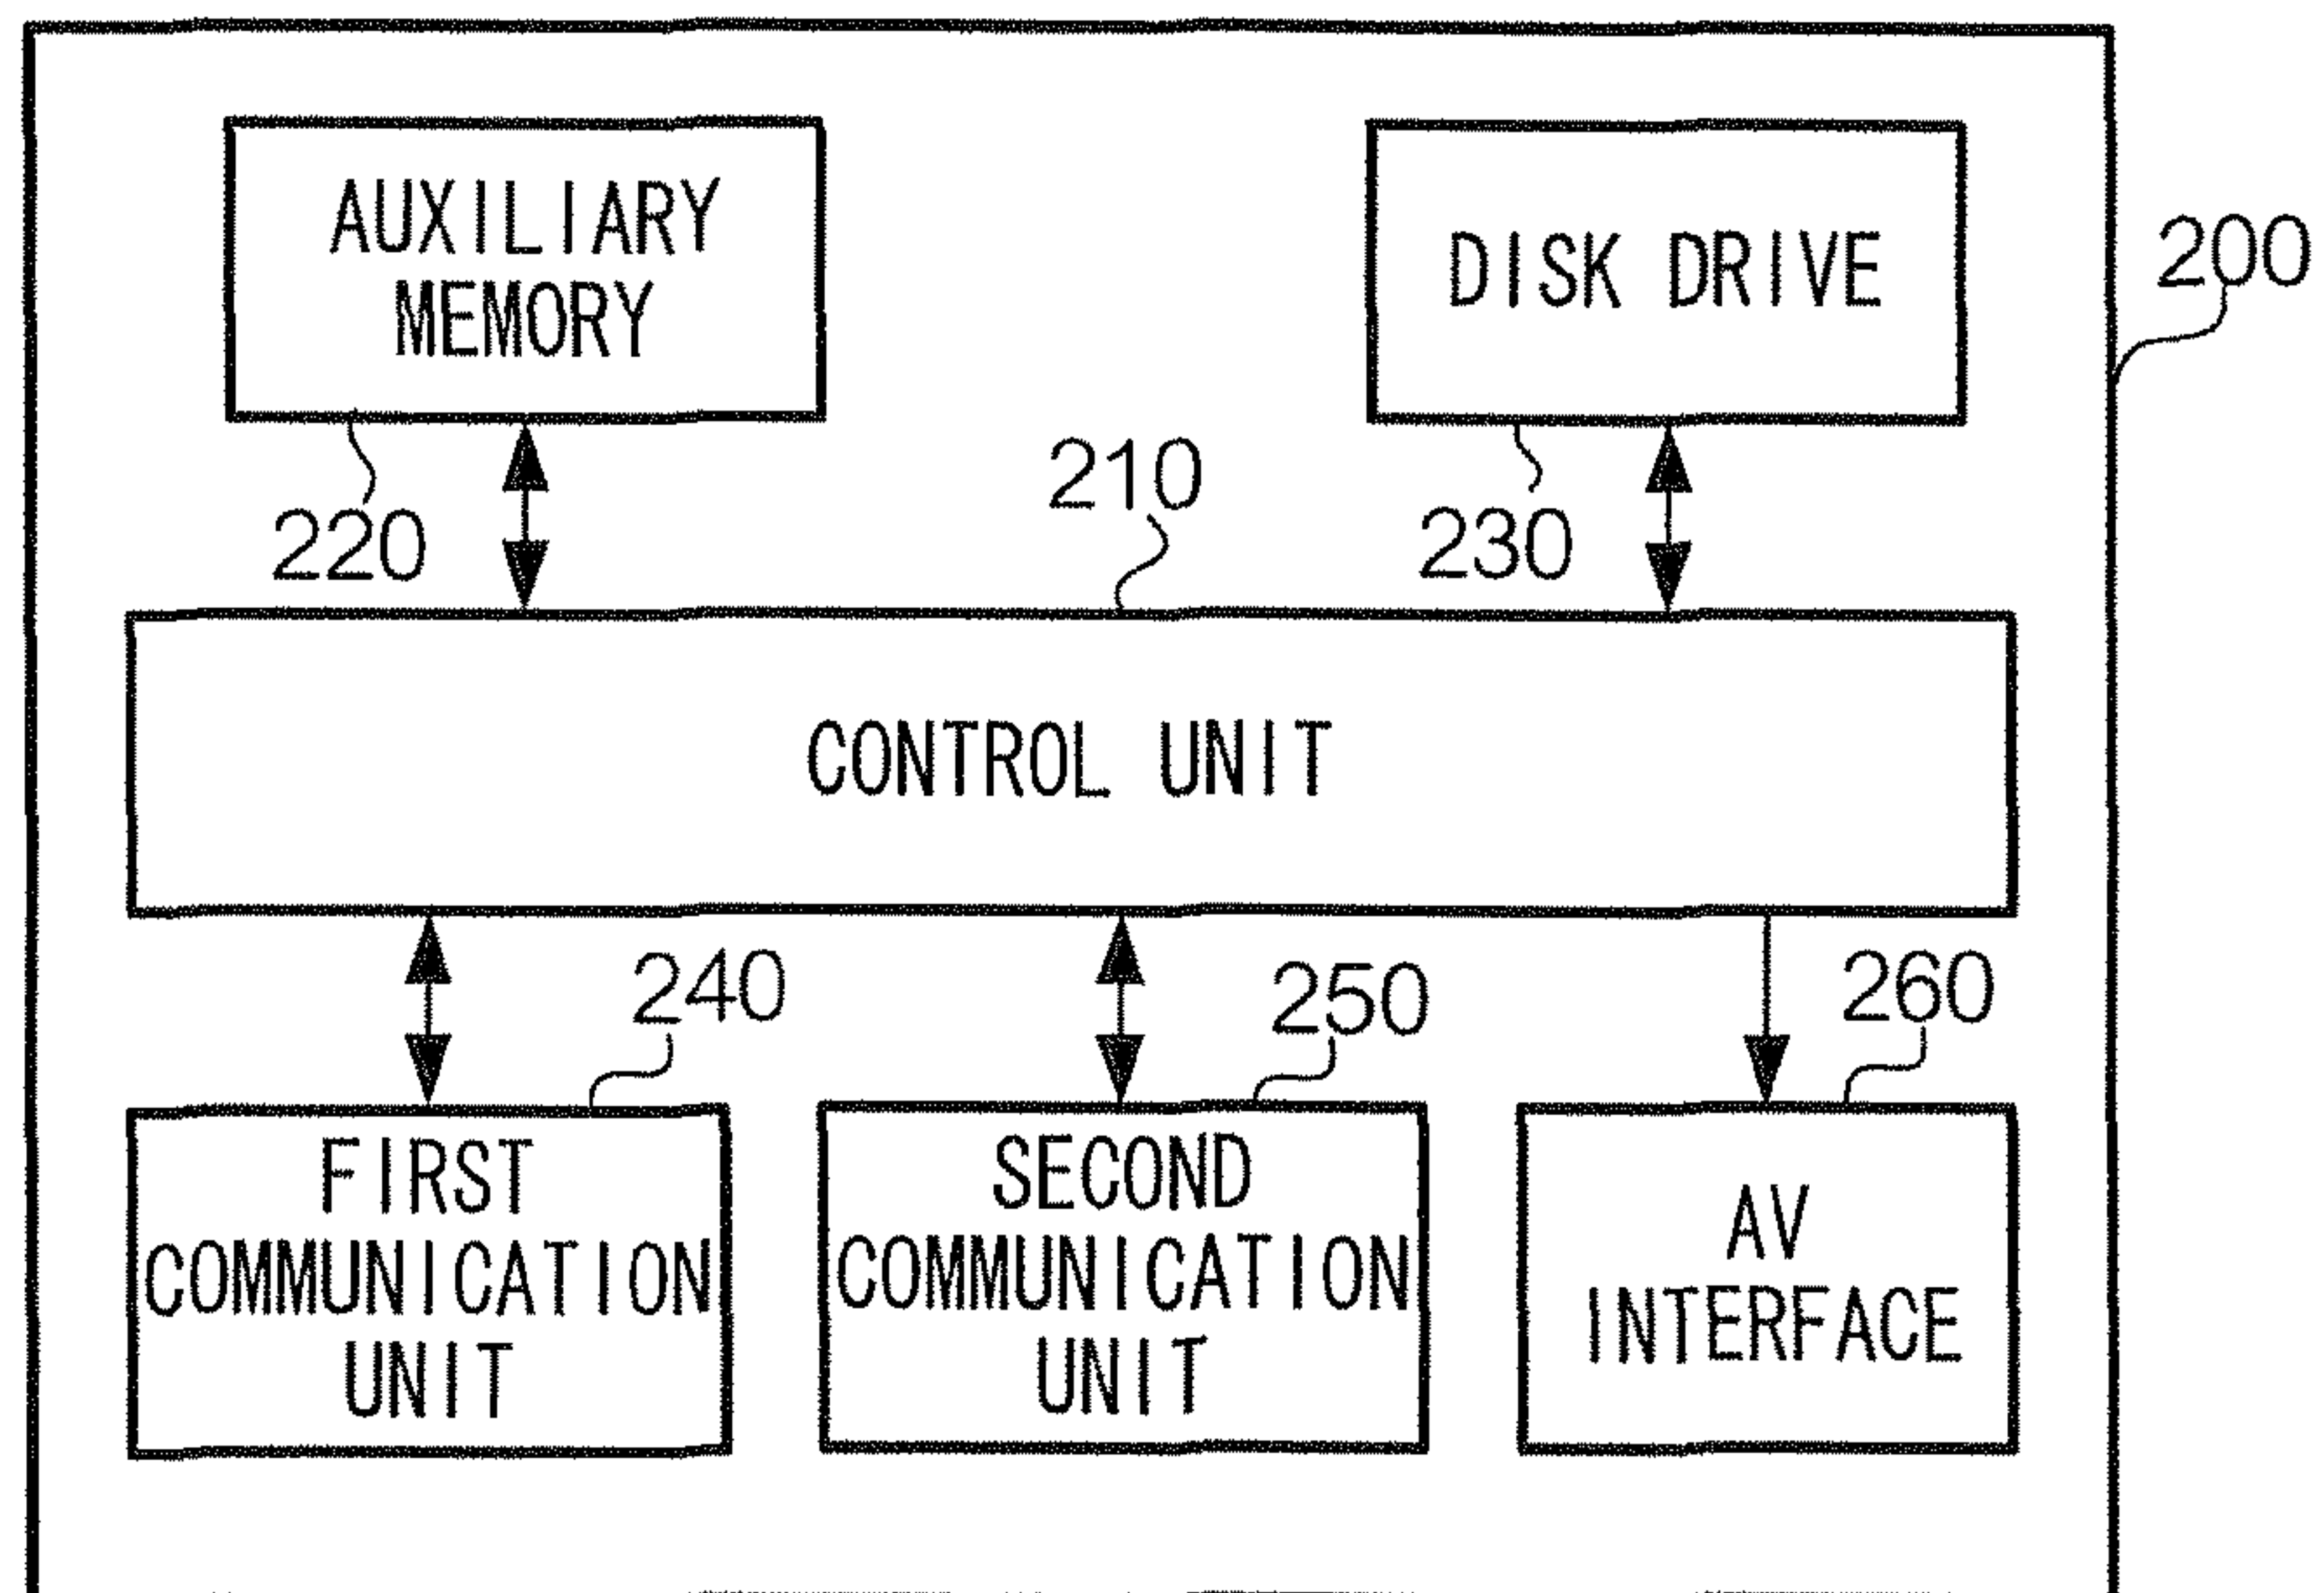 AUXILIARY
MEMORY
DISK DRIVE
200
220
210
230
CONTROL UNIT
240
250
260
FIRST
COMMUNICATION
UNIT
SECOND
COMMUNICATION
UNIT
AV
INTERFACE